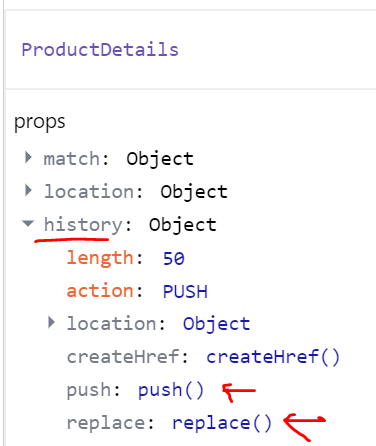 ProductDetails
props
match: Object
location: Object
history: Object
length: 50
action: PUSH
location: Object
createHref: createHref()
push: push()
replace: replace()